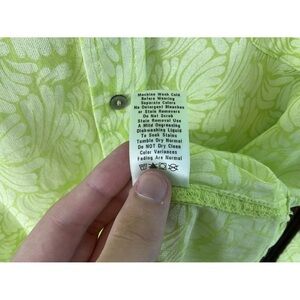 Machine Wash Cold
Before Wearing
Separate Colors
No Detergent Bleaches
or Stain Removers
Do Not Scrub
Stain Removal Use
A Mild Degreasing
Dishwashing Liquid
To Soak Stains
Tumble Dry Normal
Do NOT Dry Clean
Color Variances
Fading Are Normal